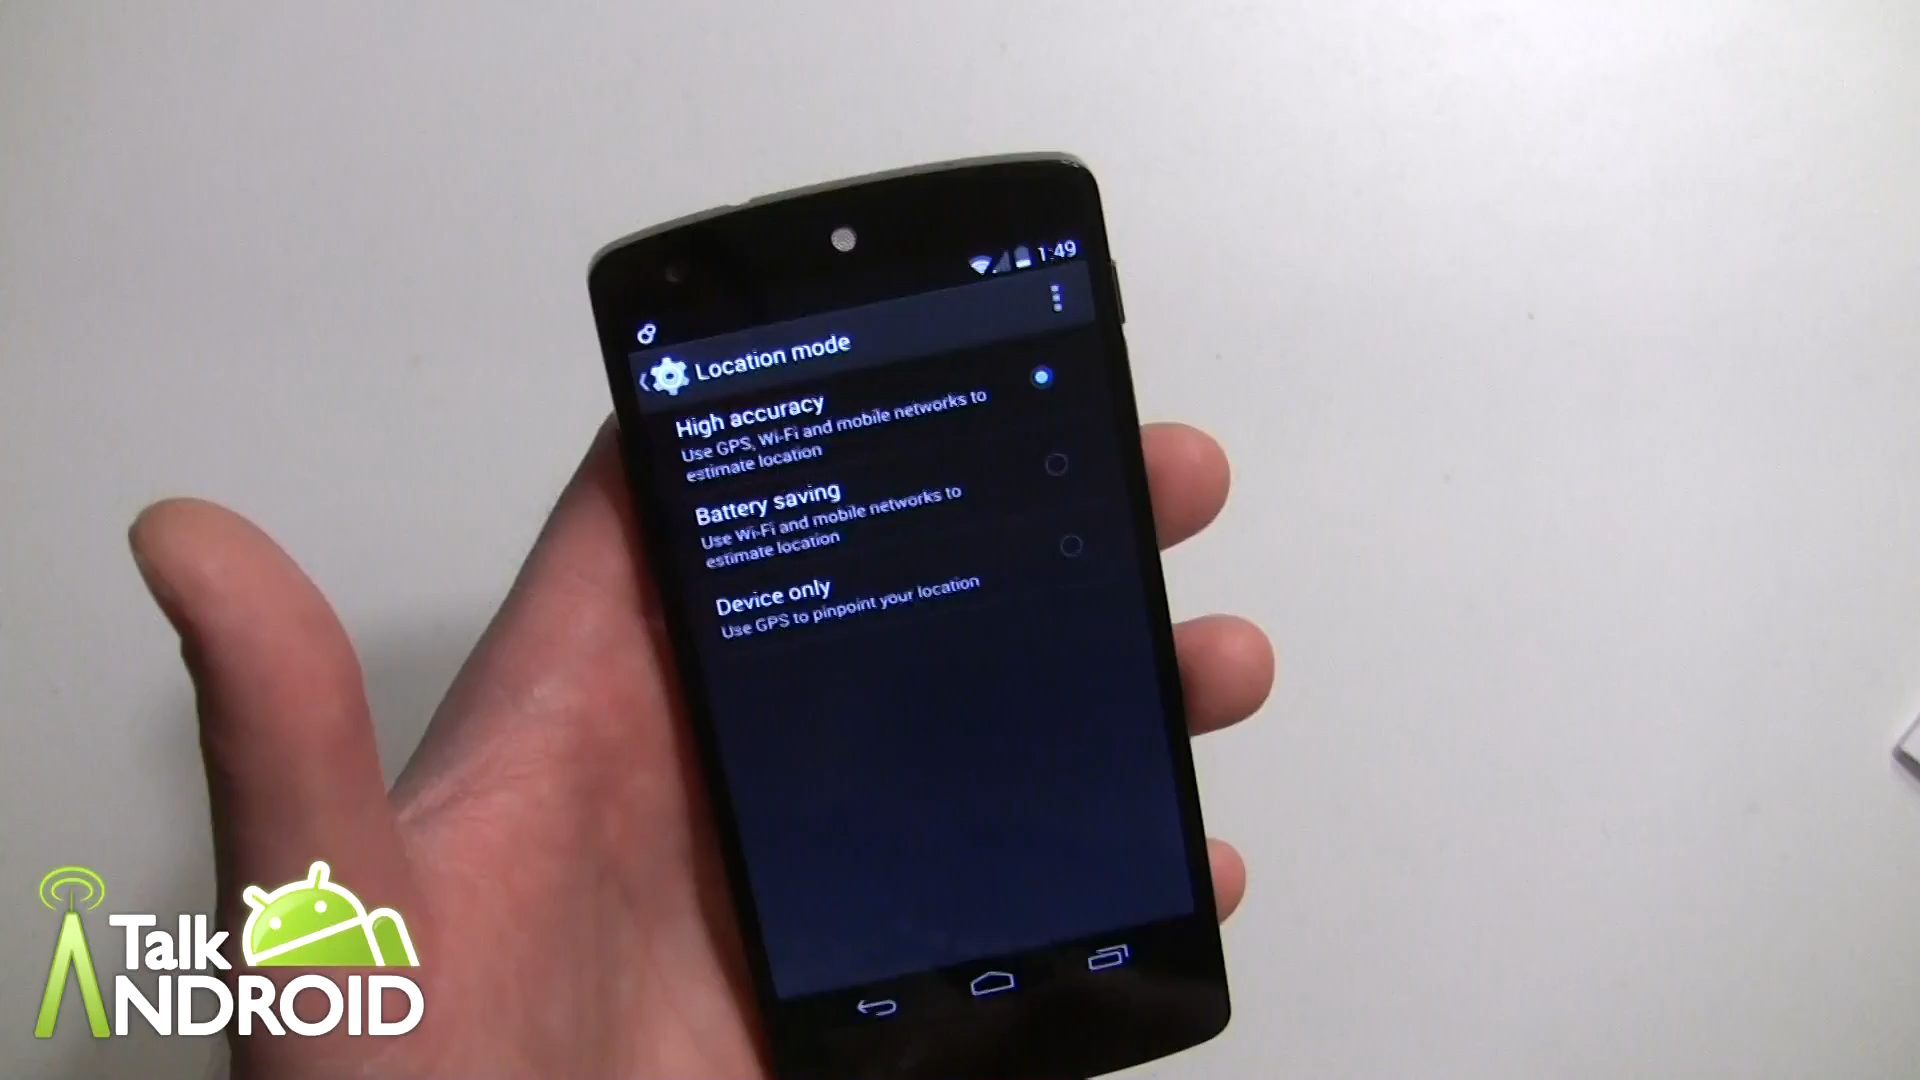 1:49
Location mode
High accuracy
Use GPS, Wi-Fi and mobile networks to
estimate location
Battery saving
Use Wi-Fi and mobile networks to
estimate location
Device only
Use GPS to pinpoint your location
Talk
ANDROID